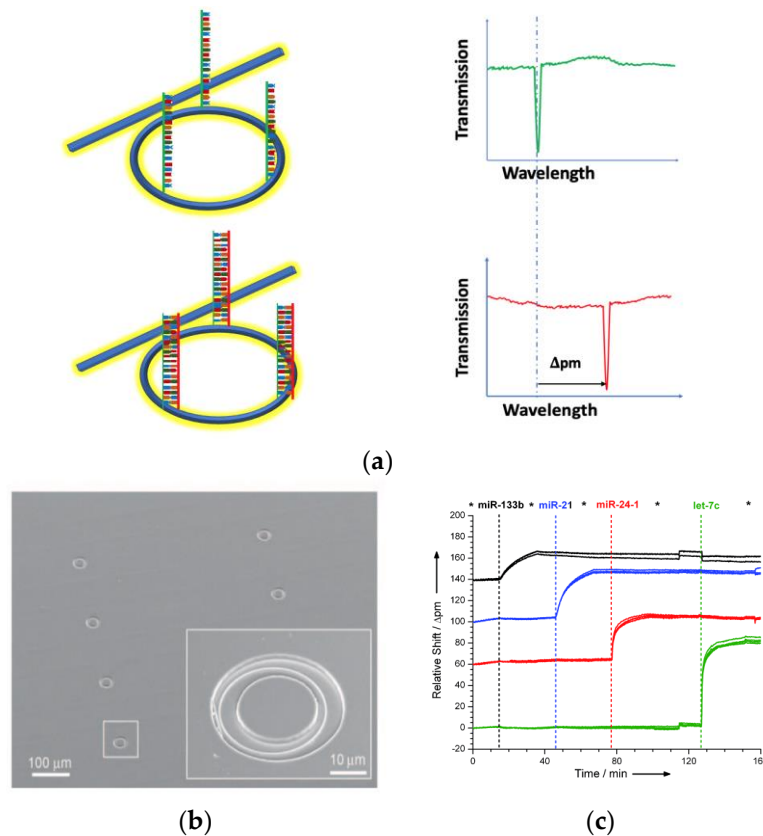 Transmission
Wavelength
Transmission
Δpm
Wavelength
(a)
100 μm
10 μm
(b)
* miR-133b * miR-21 * miR-24-1 * let-7c *
200
180
160
140
120
100
80
60
40
20
0
-20
Relative Shift / Δpm
0 40 80 120 16
Time / min
(c)